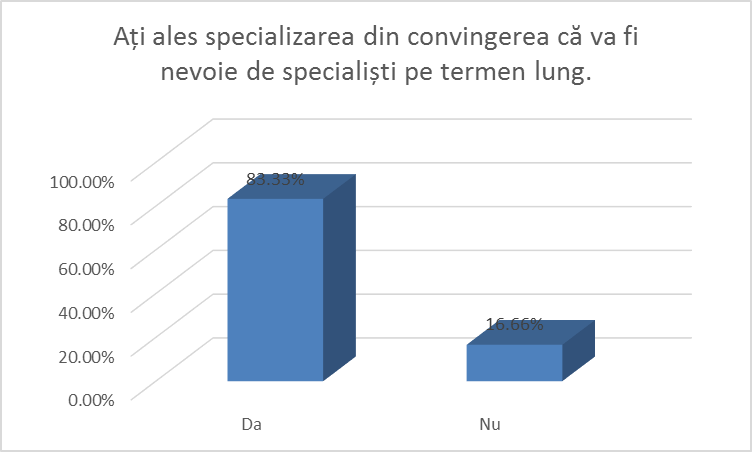 Ați ales specializarea din convingerea că va fi
nevoie de specialiști pe termen lung.
100.00%
80.00%
60.00%
40.00%
20.00%
0.00%
83.33%
16.66%
Da
Nu